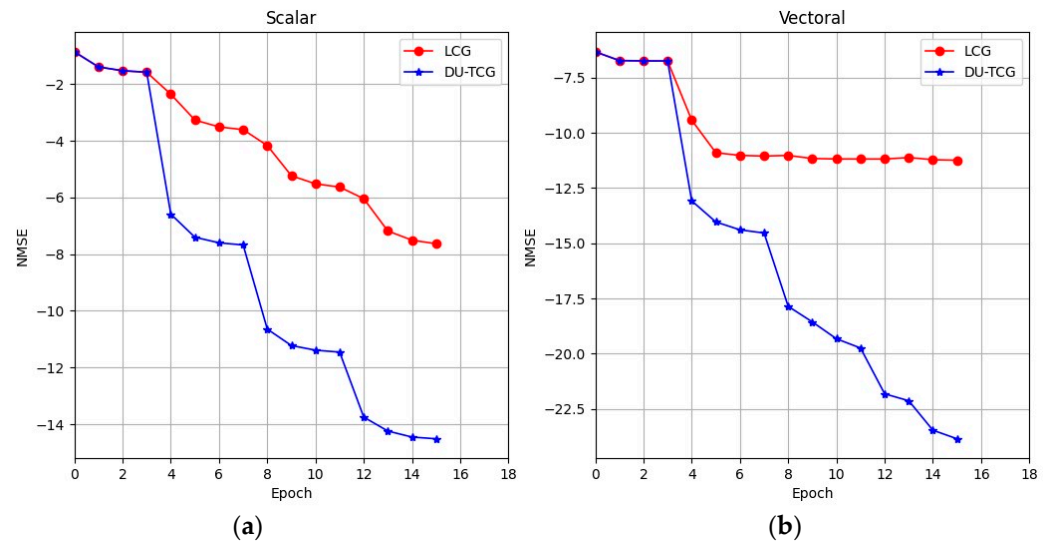 Scalar
LCG
DU-TCG
−2
−4
−6
−8
−10
−12
−14
NMSE
0 2 4 6 8 10 12 14 16 18
Epoch
(a)
Vectoral
LCG
DU-TCG
−7.5
−10.0
−12.5
−15.0
−17.5
−20.0
−22.5
NMSE
0 2 4 6 8 10 12 14 16 18
Epoch
(b)